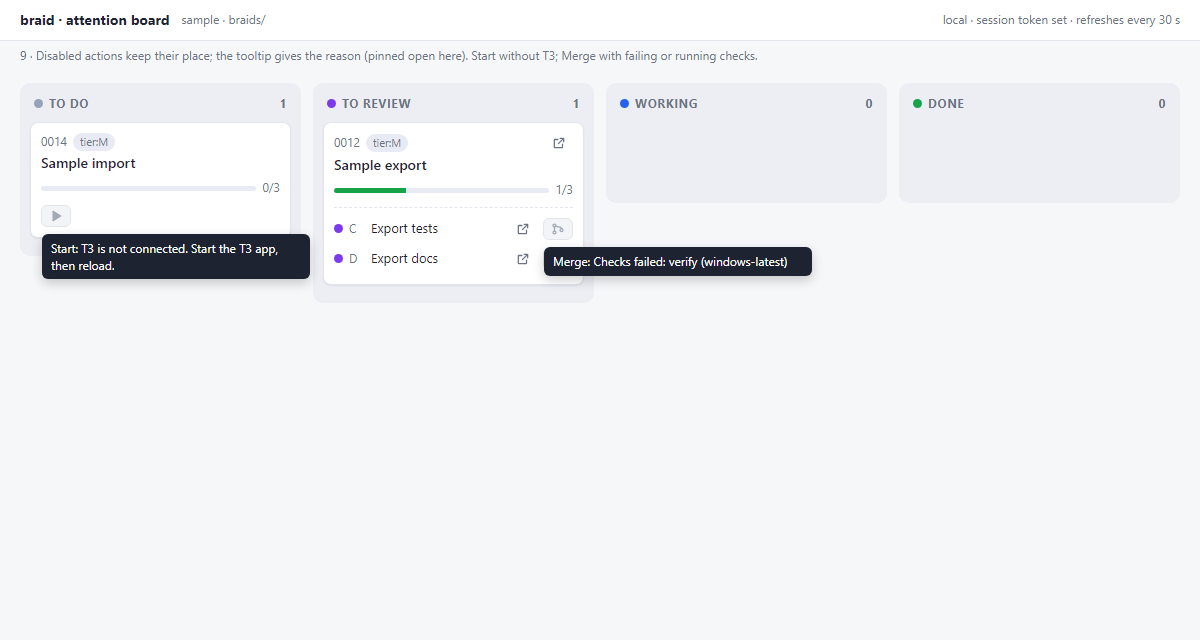 braid · attention board sample · braids/ local · session token set · refreshes every 30 s
9 · Disabled actions keep their place; the tooltip gives the reason (pinned open here). Start without T3; Merge with failing or running checks.
TO DO 1
0014 tier:M
Sample import
0/3
Start: T3 is not connected. Start the T3 app,
then reload.
TO REVIEW 1
0012 tier:M
Sample export
1/3
C Export tests
D Export docs
Merge: Checks failed: verify (windows-latest)
WORKING 0
DONE 0